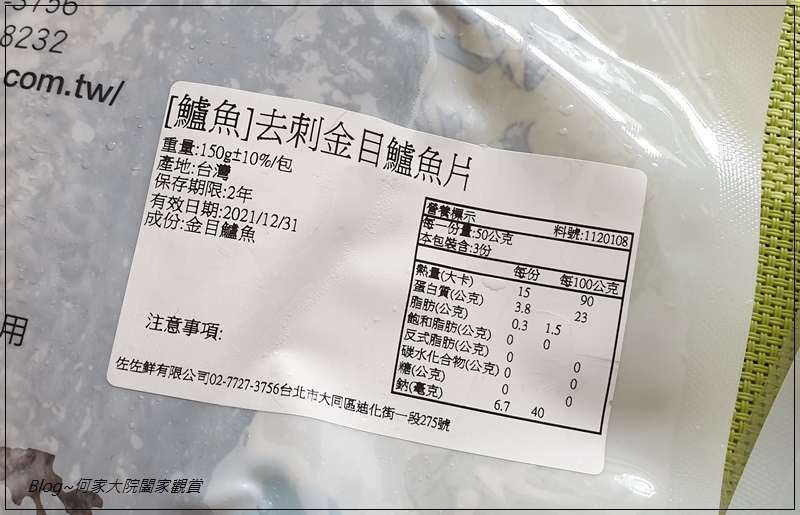 -3756
8232
com.tw/
用
[鱸魚]去刺金目鱸魚片
重量:150g±10%/包
產地:台灣
保存期限:2年
有效日期:2021/12/31
成份:金目鱸魚
注意事項:
佐佐鮮有限公司02-7727-3756台北市大同區迪化街一段275號
營養標示
每一份量:50公克 料號:1120108
本包裝含:3份
每份 每100公克
熱量(大卡) 15 90
蛋白質(公克) 3.8 23
脂肪(公克) 0.3 1.5
飽和脂肪(公克) 0 0
反式脂肪(公克) 0 0
碳水化合物(公克) 0 0
糖(公克) 0 0
鈉(毫克) 6.7 40
Blog~何家大院闔家觀賞